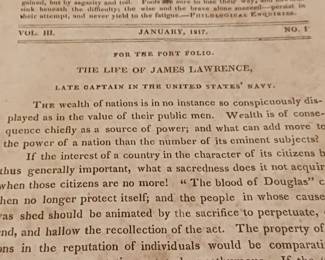 gained, but by sagacity and toil. Fools are sure to lose their way, and
sink beneath the difficulty; the wise and the brave alone succeed—persist in
their attempt, and never yield to the fatigue.—PHILOLOGICAL ENQUIRIES.
VOL. III. JANUARY, 1817. NO. I
FOR THE PORT FOLIO.
THE LIFE OF JAMES LAWRENCE,
LATE CAPTAIN IN THE UNITED STATES' NAVY.
THE wealth of nations is in no instance so conspicuously dis-
played as in the value of their public men. Wealth is of conse-
quence chiefly as a source of power; and what can add more to
the power of a nation than the number of its eminent subjects?
If the interest of a country in the character of its citizens b
thus generally important, what a sacredness does it not acquir
when those citizens are no more! "The blood of Douglas" c
hen no longer protect itself; and the people in whose cause
was shed should be animated by the sacrifice to perpetuate,
end, and hallow the recollection of the act. The property of
ons in the reputation of individuals would be comparati